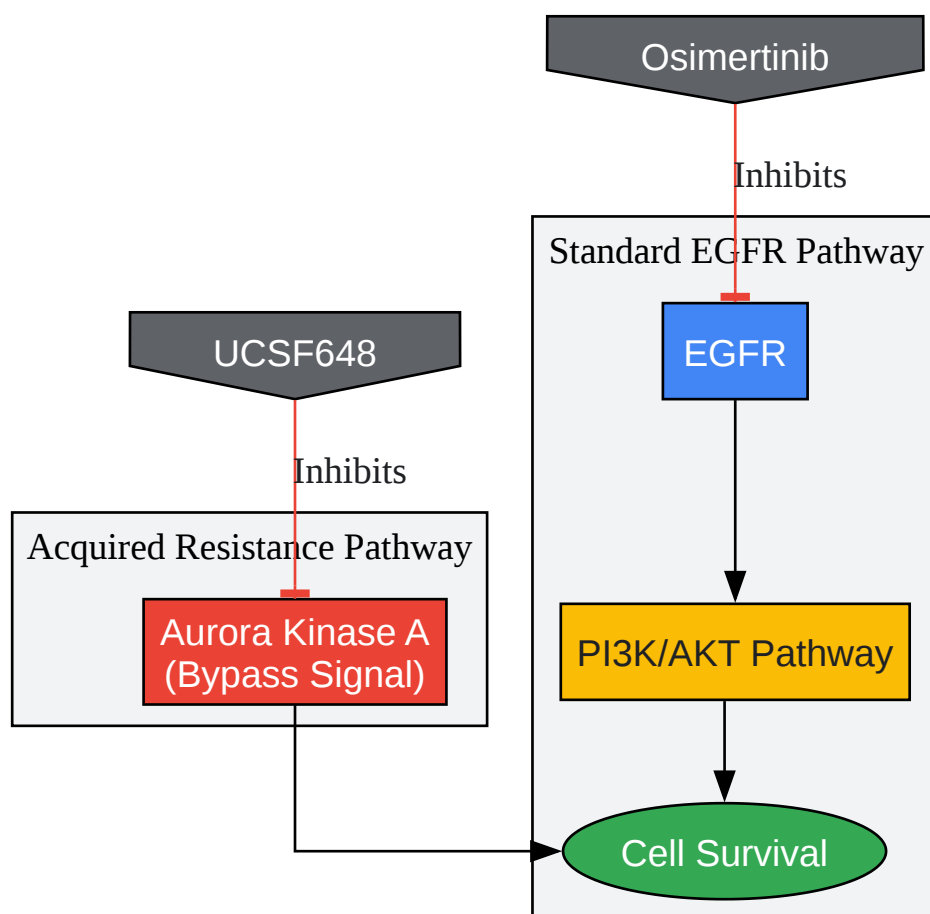 Osimertinib
Inhibits
Standard EGFR Pathway
EGFR
UCSF648
Inhibits
Acquired Resistance Pathway
Aurora Kinase A
(Bypass Signal)
PI3K/AKT Pathway
Cell Survival